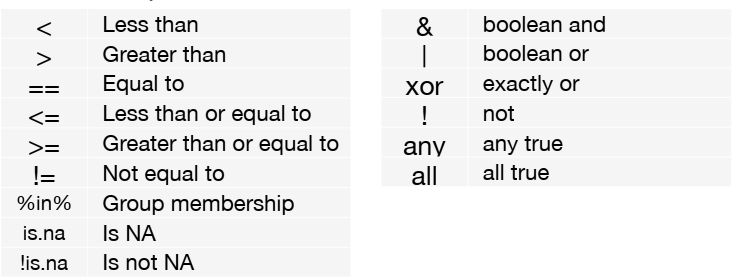 < Less than
> Greater than
== Equal to
<= Less than or equal to
>= Greater than or equal to
!= Not equal to
%in% Group membership
is.na Is NA
!is.na Is not NA
& boolean and
| boolean or
xor exactly or
! not
any any true
all all true